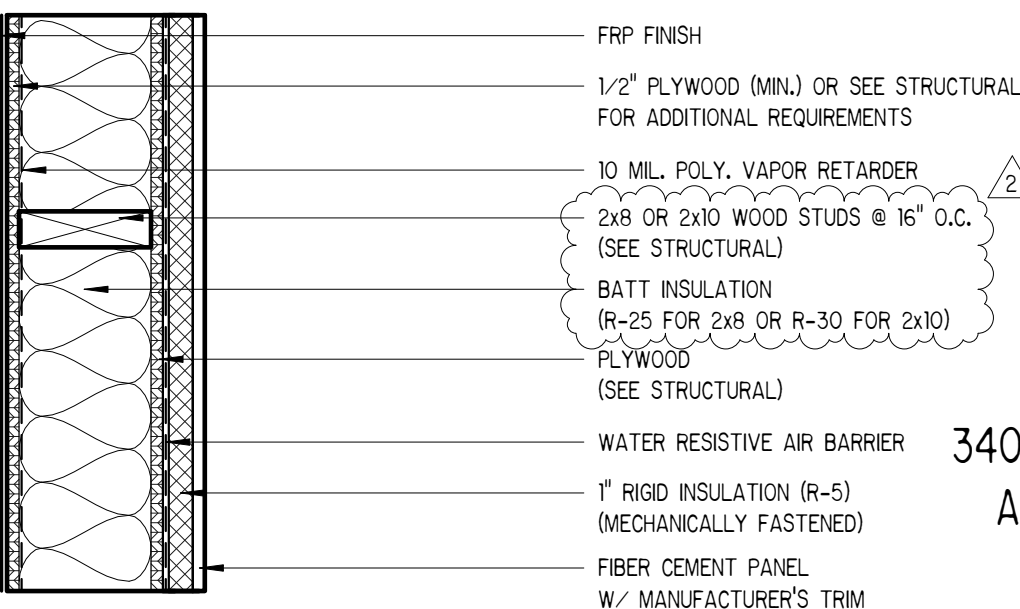 FRP FINISH
1/2" PLYWOOD (MIN.) OR SEE STRUCTURAL
FOR ADDITIONAL REQUIREMENTS
10 MIL. POLY. VAPOR RETARDER
2
2x8 OR 2x10 WOOD STUDS @ 16" O.C.
(SEE STRUCTURAL)
BATT INSULATION
(R-25 FOR 2x8 OR R-30 FOR 2x10)
PLYWOOD
(SEE STRUCTURAL)
WATER RESISTIVE AIR BARRIER
340
1" RIGID INSULATION (R-5)
(MECHANICALLY FASTENED)
A
FIBER CEMENT PANEL
W/ MANUFACTURER'S TRIM